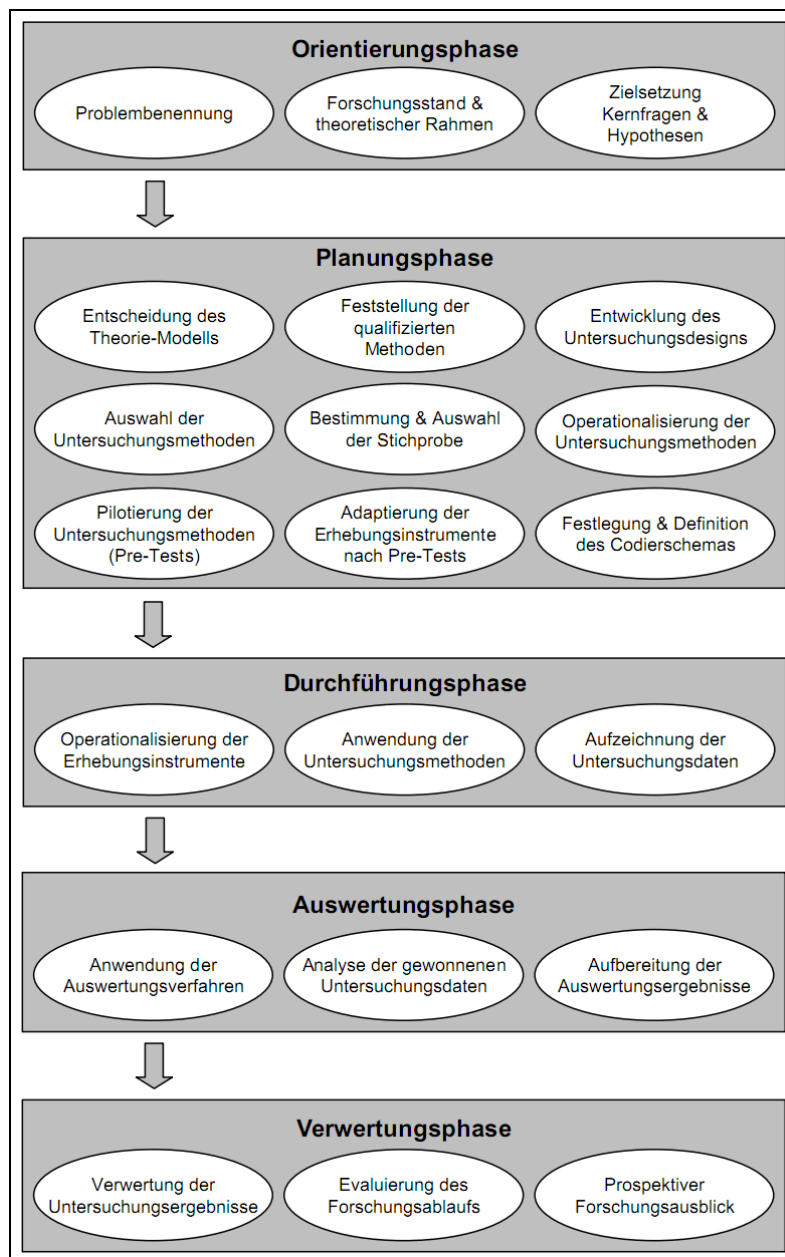 Orientierungsphase
Problembenennung
Forschungsstand &
theoretischer Rahmen
Zielsetzung
Kernfragen &
Hypothesen
Planungsphase
Entscheidung des
Theorie-Modells
Feststellung der
qualifizierten
Methoden
Entwicklung des
Untersuchungsdesigns
Auswahl der
Untersuchungsmethoden
Bestimmung & Auswahl
der Stichprobe
Operationalisierung der
Untersuchungsmethoden
Pilotierung der
Untersuchungsmethoden
(Pre-Tests)
Adaptierung der
Erhebungsinstrumente
nach Pre-Tests
Festlegung & Definition
des Codierschemas
Durchführungsphase
Operationalisierung der
Erhebungsinstrumente
Anwendung der
Untersuchungsmethoden
Aufzeichnung der
Untersuchungsdaten
Auswertungsphase
Anwendung der
Auswertungsverfahren
Analyse der gewonnenen
Untersuchungsdaten
Aufbereitung der
Auswertungsergebnisse
Verwertungsphase
Verwertung der
Untersuchungsergebnisse
Evaluierung des
Forschungsablaufs
Prospektiver
Forschungsausblick